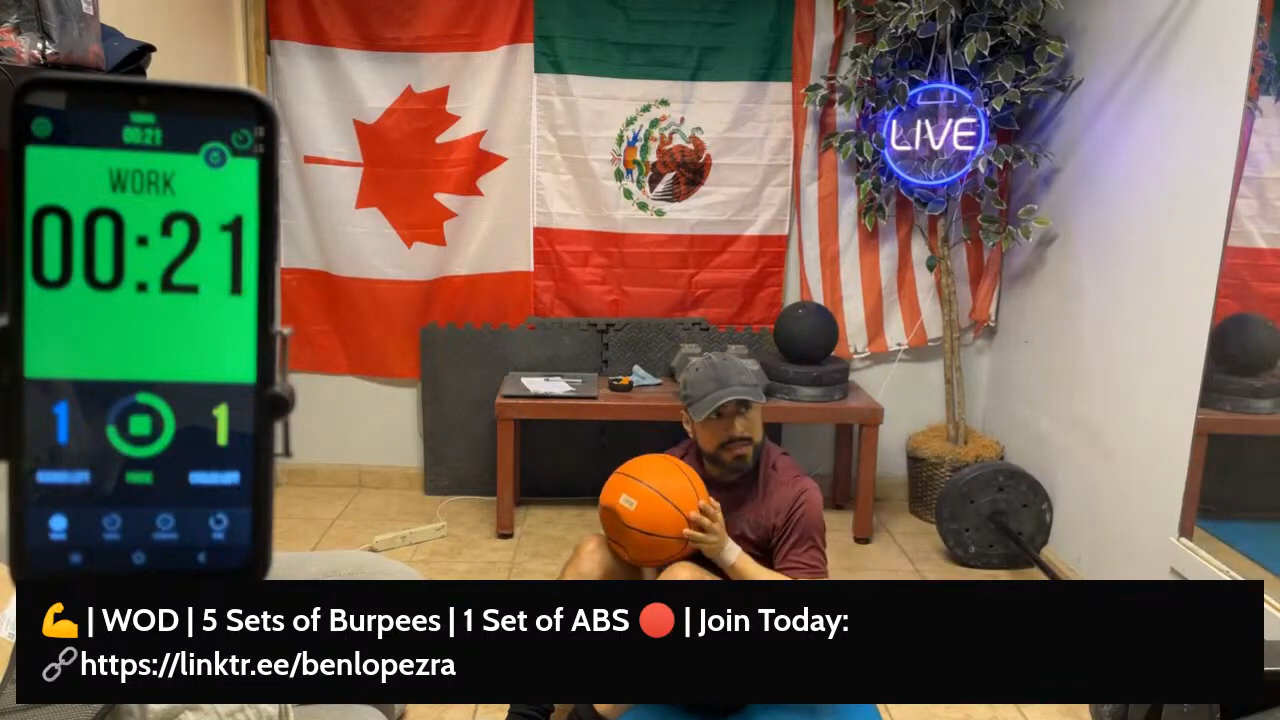 00:21
WORK
00:21
1
1
LIVE
💪 | WOD | 5 Sets of Burpees | 1 Set of ABS 🔴 | Join Today:
🔗https://linktr.ee/benlopezra